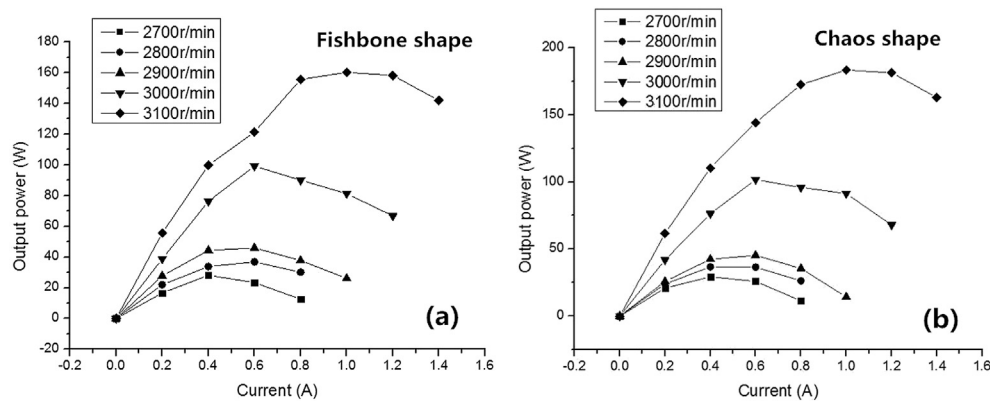 2700r/min
2800r/min
2900r/min
3000r/min
3100r/min
Fishbone shape
180
160
140
120
100
80
60
40
20
0
-20
Output power (W)
(a)
-0.2 0.0 0.2 0.4 0.6 0.8 1.0 1.2 1.4 1.6
Current (A)
2700r/min
2800r/min
2900r/min
3000r/min
3100r/min
Chaos shape
200
150
100
50
0
Output power (W)
(b)
-0.2 0.0 0.2 0.4 0.6 0.8 1.0 1.2 1.4 1.6
Current (A)